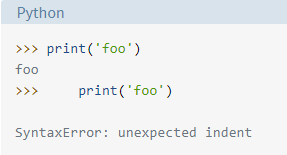 Python
>>> print('foo')
foo
>>>     print('foo')
SyntaxError: unexpected indent